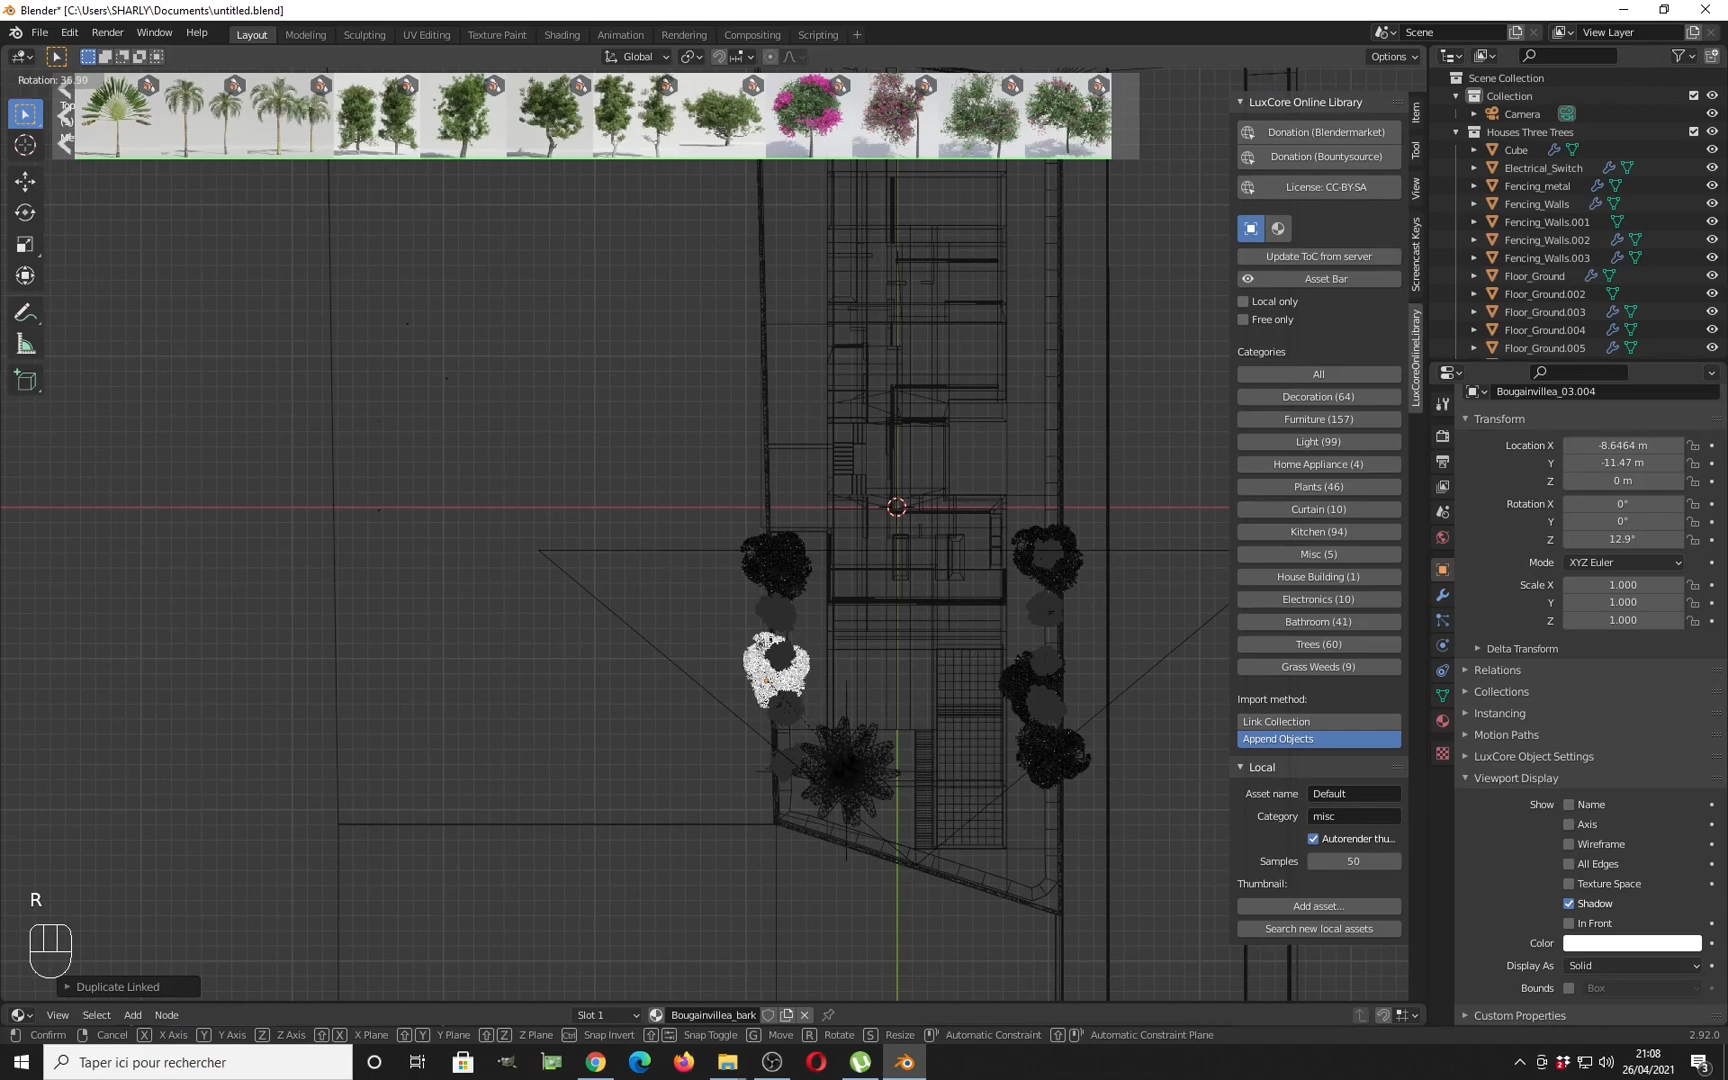 Blender* [C:\Users\SHARLY\Documents\untitled.blend]
File Edit Render Window Help
Layout Modeling Sculpting UV Editing Texture Paint Shading Animation Rendering Compositing Scripting +
Scene
View Layer
Global
Options
Rotation: 36.90
LuxCore Online Library
Donation (Blendermarket)
Donation (Bountysource)
License: CC-BY-SA
Update ToC from server
Asset Bar
Local only
Free only
Categories
All
Decoration (64)
Furniture (157)
Light (99)
Home Appliance (4)
Plants (46)
Curtain (10)
Kitchen (94)
Misc (5)
House Building (1)
Electronics (10)
Bathroom (41)
Trees (60)
Grass Weeds (9)
Import method:
Link Collection
Append Objects
Local
Asset name Default
Category misc
Autorender thu...
Samples 50
Thumbnail:
Add asset...
Search new local assets
Item
Tool
View
Screencast Keys
LuxCoreOnlineLibrary
Scene Collection
Collection
Camera
Houses Three Trees
Cube
Electrical_Switch
Fencing_metal
Fencing_Walls
Fencing_Walls.001
Fencing_Walls.002
Fencing_Walls.003
Floor_Ground
Floor_Ground.002
Floor_Ground.003
Floor_Ground.004
Floor_Ground.005
Bougainvillea_03.004
Transform
Location X -8.6464 m
Y -11.47 m
Z 0 m
Rotation X 0°
Y 0°
Z 12.9°
Mode XYZ Euler
Scale X 1.000
Y 1.000
Z 1.000
Delta Transform
Relations
Collections
Instancing
Motion Paths
LuxCore Object Settings
Viewport Display
Show Name
Axis
Wireframe
All Edges
Texture Space
Shadow
In Front
Color
Display As Solid
Bounds Box
Custom Properties
R
Duplicate Linked
View Select Add Node
Slot 1
Bougainvillea_bark
Confirm X X Axis Y Y Axis Z Z Axis X X Plane Y Y Plane Z Z Plane Ctrl Snap Invert Snap Toggle G Move R Rotate S Resize Automatic Constraint Automatic Constraint Plane
2.92.0
Taper ici pour rechercher
21:08
26/04/2021
3